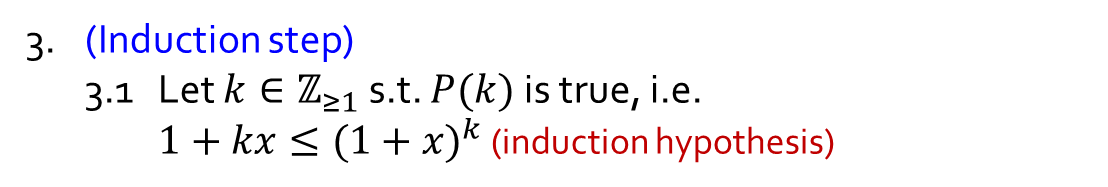 3. (Induction step)
3.1 Let k ∈ ℤ≥1 s.t. P(k) is true, i.e.
1 + kx ≤ (1 + x)^k (induction hypothesis)